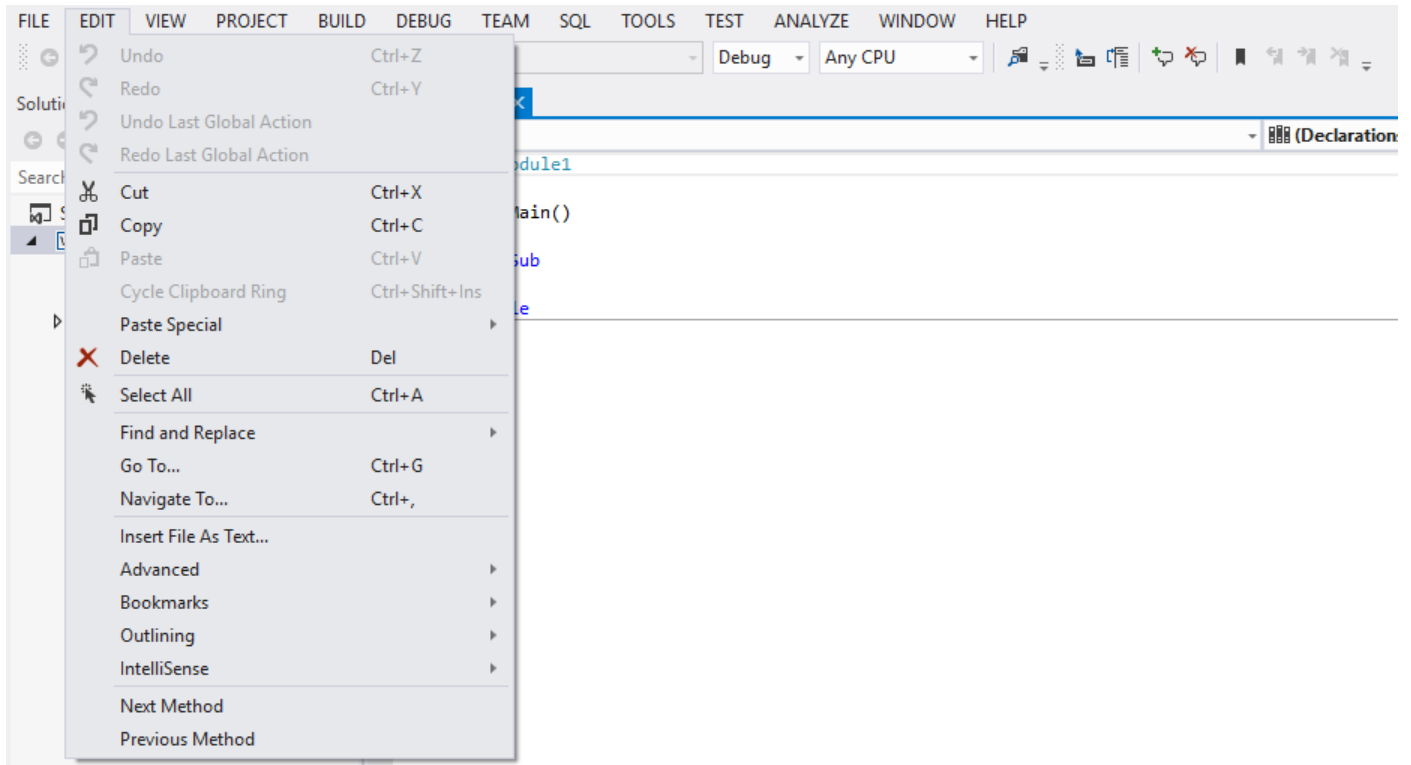 FILE EDIT VIEW PROJECT BUILD DEBUG TEAM SQL TOOLS TEST ANALYZE WINDOW HELP
Debug Any CPU
Undo Ctrl+Z
Redo Ctrl+Y
Undo Last Global Action
Redo Last Global Action
Cut Ctrl+X
Copy Ctrl+C
Paste Ctrl+V
Cycle Clipboard Ring Ctrl+Shift+Ins
Paste Special
Delete Del
Select All Ctrl+A
Find and Replace
Go To... Ctrl+G
Navigate To... Ctrl+,
Insert File As Text...
Advanced
Bookmarks
Outlining
IntelliSense
Next Method
Previous Method
Soluti
Search
(Declaration
odule1
Main()
Sub
le